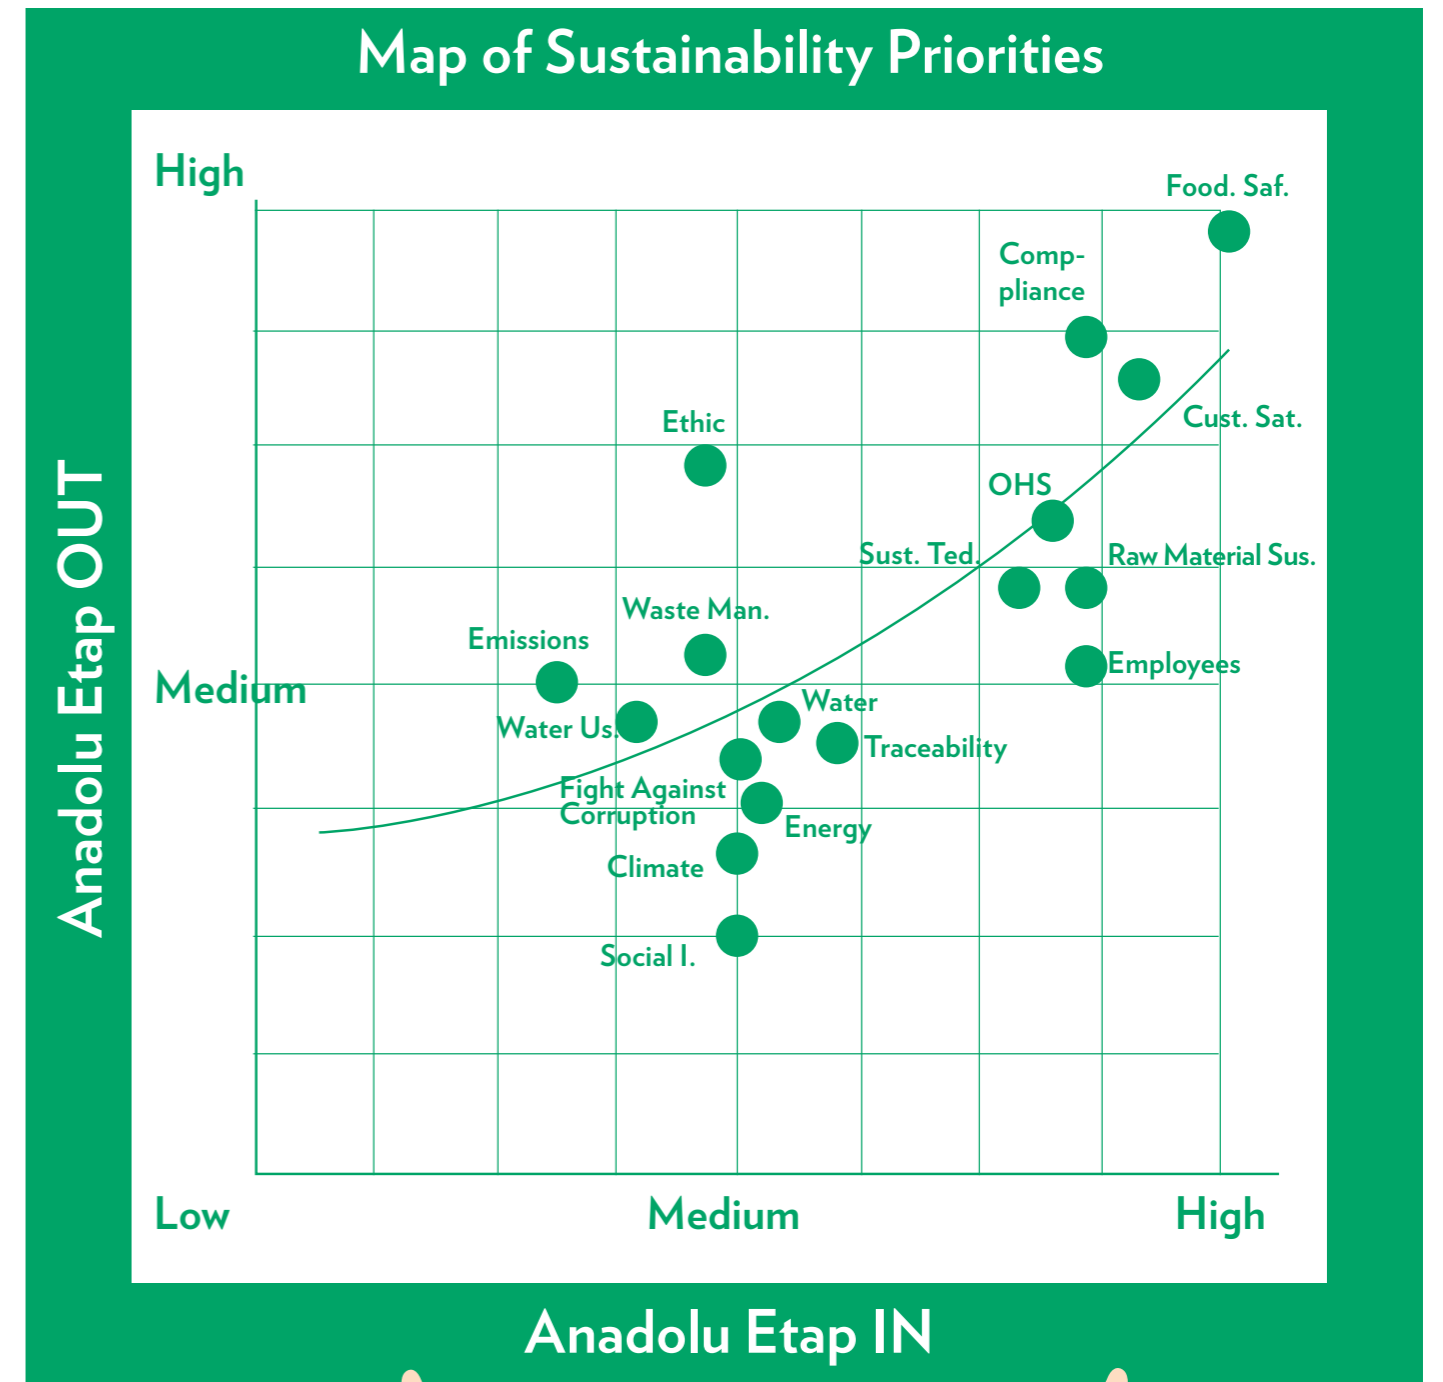 Map of Sustainability Priorities
High
Food. Saf.
Comp-
pliance
Cust. Sat.
Ethic
OHS
Sust. Ted.
Raw Material Sus.
Waste Man.
Emissions
Employees
Medium
Water
Water Us.
Traceability
Fight Against
Corruption
Energy
Climate
Social I.
Anadolu Etap OUT
Low
Medium
High
Anadolu Etap IN